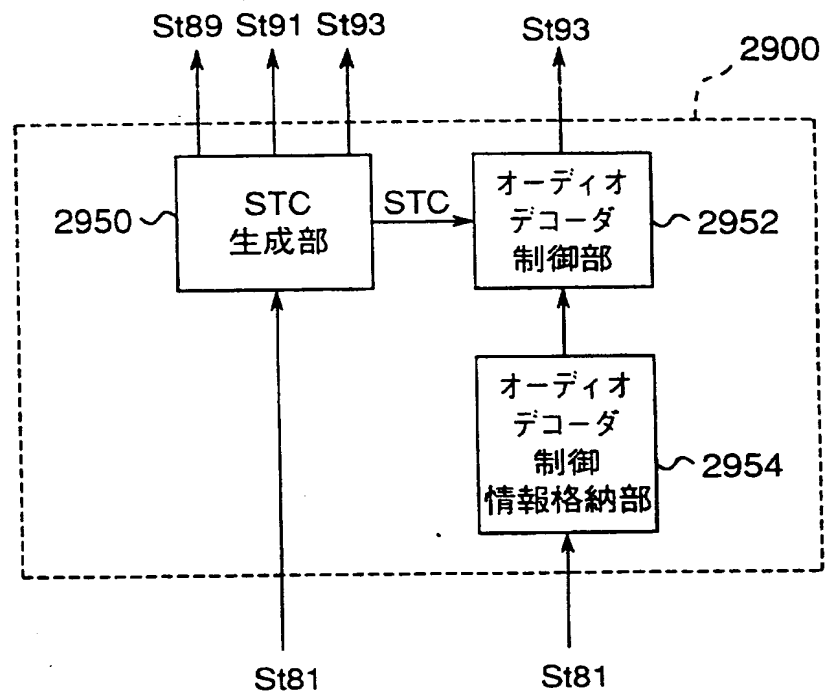 St89 St91 St93
St93
2900
2950
STC
生成部
STC
オーディオ
デコーダ
制御部
2952
オーディオ
デコーダ
制御
情報格納部
2954
St81
St81